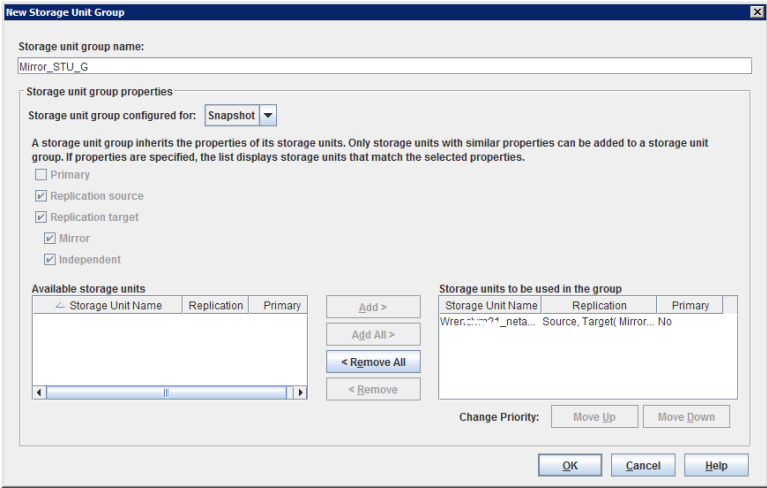 New Storage Unit Group
Storage unit group name:
Mirror_STU_G
Storage unit group properties
Storage unit group configured for: Snapshot
A storage unit group inherits the properties of its storage units. Only storage units with similar properties can be added to a storage unit
group. If properties are specified, the list displays storage units that match the selected properties.
Primary
Replication source
Replication target
Mirror
Independent
Available storage units
Storage Unit Name Replication Primary
Add >
Add All >
< Remove All
< Remove
Storage units to be used in the group
Storage Unit Name Replication Primary
Source, Target( Mirror... No
Change Priority: Move Up Move Down
OK Cancel Help